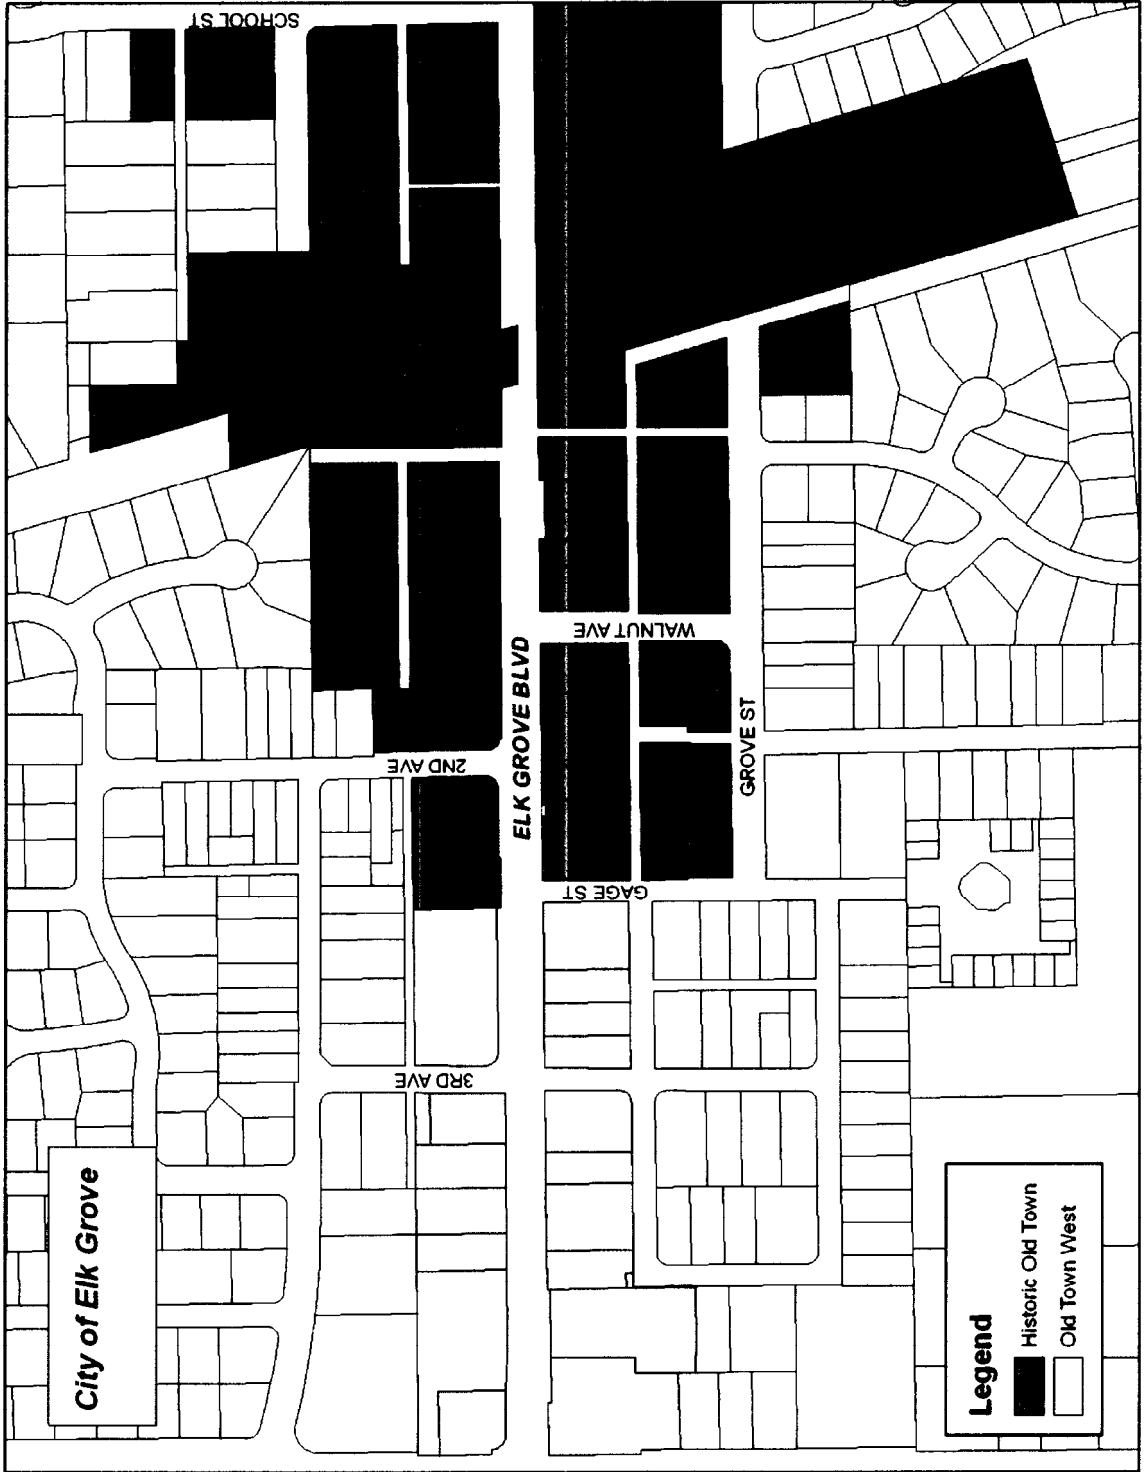 City of Elk Grove
SCHOOL ST
2ND AVE
3RD AVE
ELK GROVE BLVD
WALNUT AVE
GAGE ST
GROVE ST
Legend
Historic Old Town
Old Town West